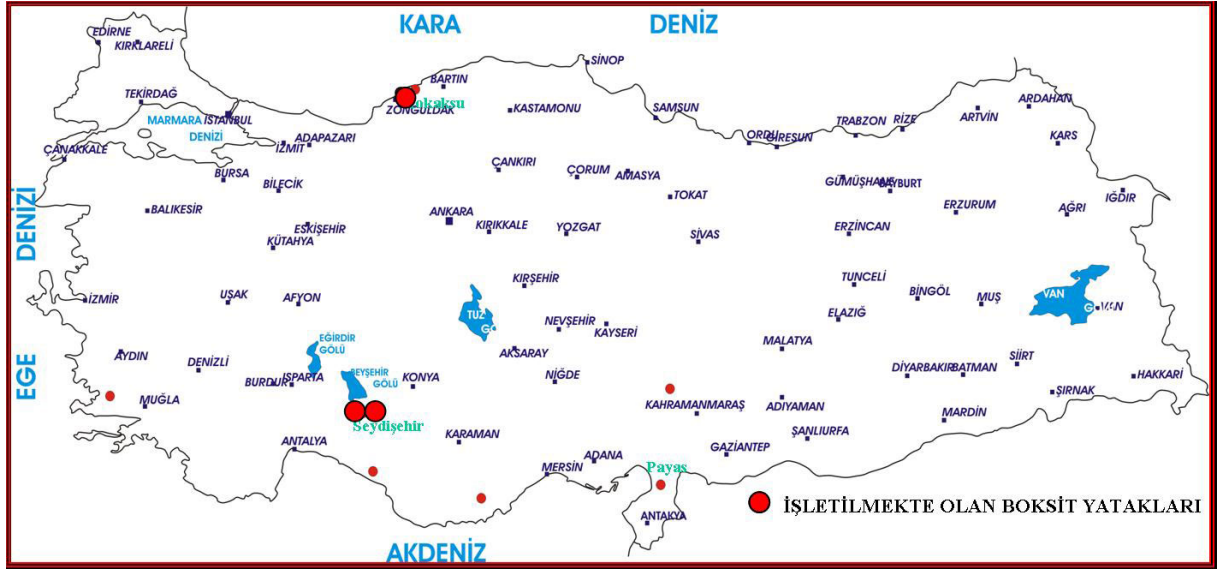 KARA DENİZ
EDİRNE
KIRKLARELİ
SİNOP
BARTIN
TEKİRDAĞ
okaksu
ZONGULDAK
KASTAMONU
SAMSUN
ARDAHAN
MARMARA
İSTANBUL
DENİZİ
TRABZON
RİZE
ARTVİN
ORDU
GİRESUN
KARS
ADAPAZARI
İZMİT
ÇANAKKALE
BURSA
BİLECİK
ÇANKIRI
ÇORUM
AMASYA
GÜMÜŞHANE
BAYBURT
TOKAT
IĞDIR
BALIKESİR
ANKARA
ERZURUM
AĞRI
ESKİŞEHİR
KIRIKKALE
YOZGAT
SİVAS
ERZİNCAN
KÜTAHYA
EGE DENİZİ
KIRŞEHİR
TUNCELİ
İZMİR
UŞAK
AFYON
BİNGÖL
MUŞ
VAN
VAN
TUZ
GÖ
NEVŞEHİR
KAYSERİ
ELAZIĞ
EĞİRDİR
GÖLÜ
AKSARAY
MALATYA
AYDIN
DENİZLİ
SİİRT
BURDUR
ISPARTA
BEYŞEHİR
GÖLÜ
KONYA
NİĞDE
DİYARBAKIR
BATMAN
HAKKARİ
ŞIRNAK
MUĞLA
KAHRAMANMARAŞ
ADIYAMAN
MARDİN
Seydişehir
ŞANLIURFA
ANTALYA
KARAMAN
GAZİANTEP
ADANA
MERSİN
Payas
İŞLETİLMEKTE OLAN BOKSİT YATAKLARI
ANTAKYA
AKDENİZ